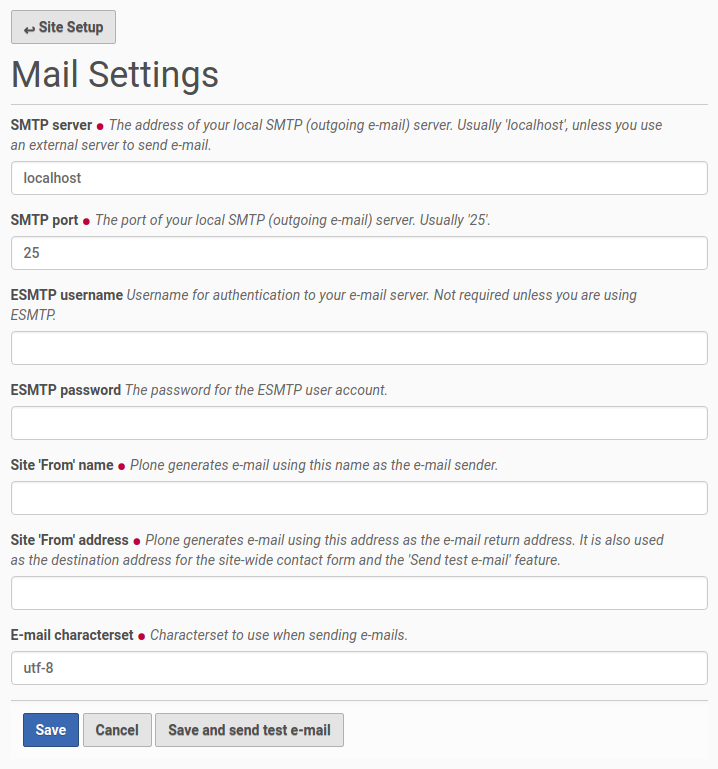 Site Setup
Mail Settings
SMTP server ● The address of your local SMTP (outgoing e-mail) server. Usually 'localhost', unless you use
an external server to send e-mail.
localhost
SMTP port ● The port of your local SMTP (outgoing e-mail) server. Usually '25'.
25
ESMTP username Username for authentication to your e-mail server. Not required unless you are using
ESMTP.
ESMTP password The password for the ESMTP user account.
Site 'From' name ● Plone generates e-mail using this name as the e-mail sender.
Site 'From' address ● Plone generates e-mail using this address as the e-mail return address. It is also used
as the destination address for the site-wide contact form and the 'Send test e-mail' feature.
E-mail characterset ● Characterset to use when sending e-mails.
utf-8
Save Cancel Save and send test e-mail